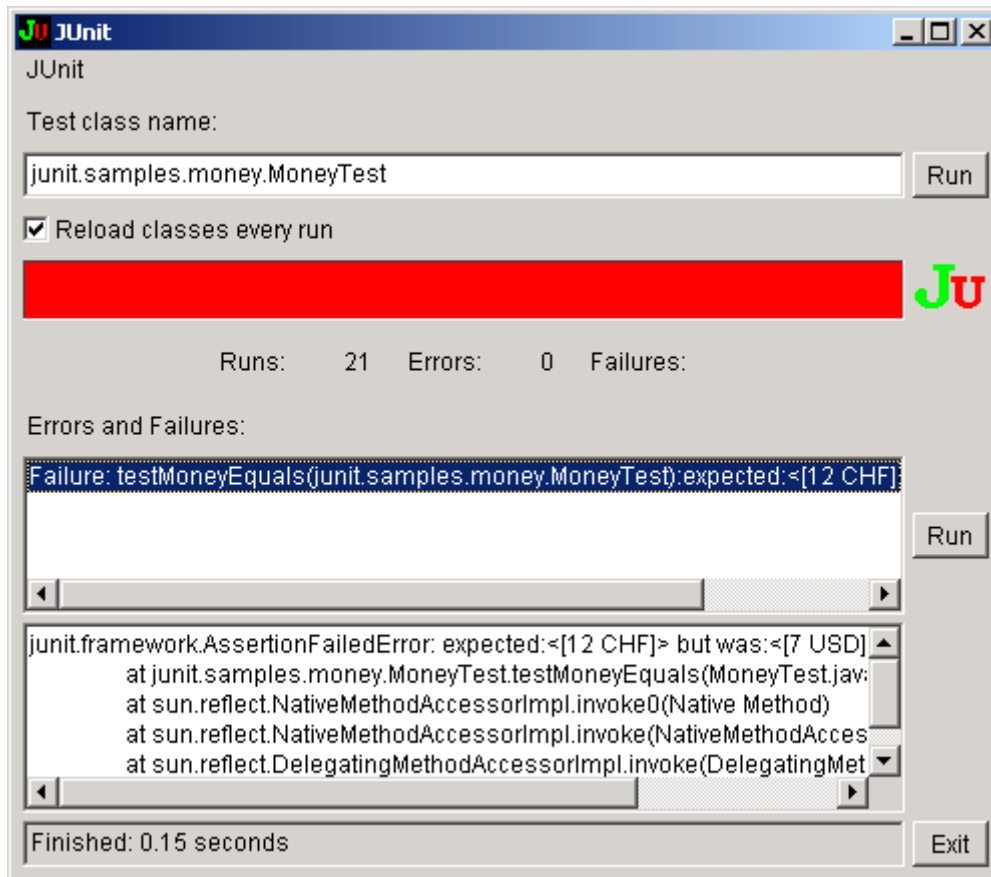 JU JUnit
JUnit
Test class name:
junit.samples.money.MoneyTest
Run
Reload classes every run
JU
Runs: 21 Errors: 0 Failures:
Errors and Failures:
Failure: testMoneyEquals(junit.samples.money.MoneyTest):expected:<[12 CHF]
Run
junit.framework.AssertionFailedError: expected:<[12 CHF]> but was:<[7 USD]
at junit.samples.money.MoneyTest.testMoneyEquals(MoneyTest.java
at sun.reflect.NativeMethodAccessorImpl.invoke0(Native Method)
at sun.reflect.NativeMethodAccessorImpl.invoke(NativeMethodAcces
at sun.reflect.DelegatingMethodAccessorImpl.invoke(DelegatingMet
Finished: 0.15 seconds
Exit